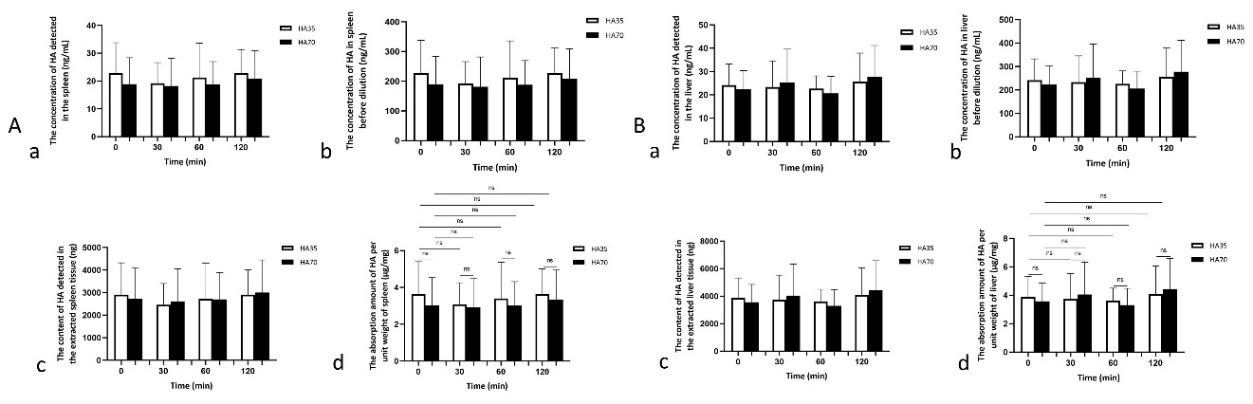 A
a
The concentration of HA detected
in the spleen (ng/mL)
40
30
20
10
0
0 30 60 120
Time (min)
HA35
HA70
b
The concentration of HA in spleen
before dilution (ng/mL)
400
300
200
100
0
0 30 60 120
Time (min)
HA35
HA70
B
a
The concentration of HA detected
in the liver (ng/mL)
50
40
30
20
10
0
0 30 60 120
Time (min)
HA35
HA70
b
The concentration of HA in liver
before dilution (ng/mL)
500
400
300
200
100
0
0 30 60 120
Time (min)
HA35
HA70
c
The content of HA detected in
the extracted spleen tissue (ng)
5000
4000
3000
2000
1000
0
0 30 60 120
Time (min)
HA35
HA70
d
The absorption amount of HA per
unit weight of spleen (μg/mg)
6
4
2
0
ns
ns
ns
ns
ns
ns
ns
ns
ns
ns
0 30 60 120
Time (min)
HA35
HA70
c
The content of HA detected in
the extracted liver tissue (ng)
8000
6000
4000
2000
0
0 30 60 120
Time (min)
HA35
HA70
d
The absorption amount of HA per
unit weight of liver (μg/mg)
8
6
4
2
0
ns
ns
ns
ns
ns
ns
ns
ns
ns
ns
0 30 60 120
Time (min)
HA35
HA70